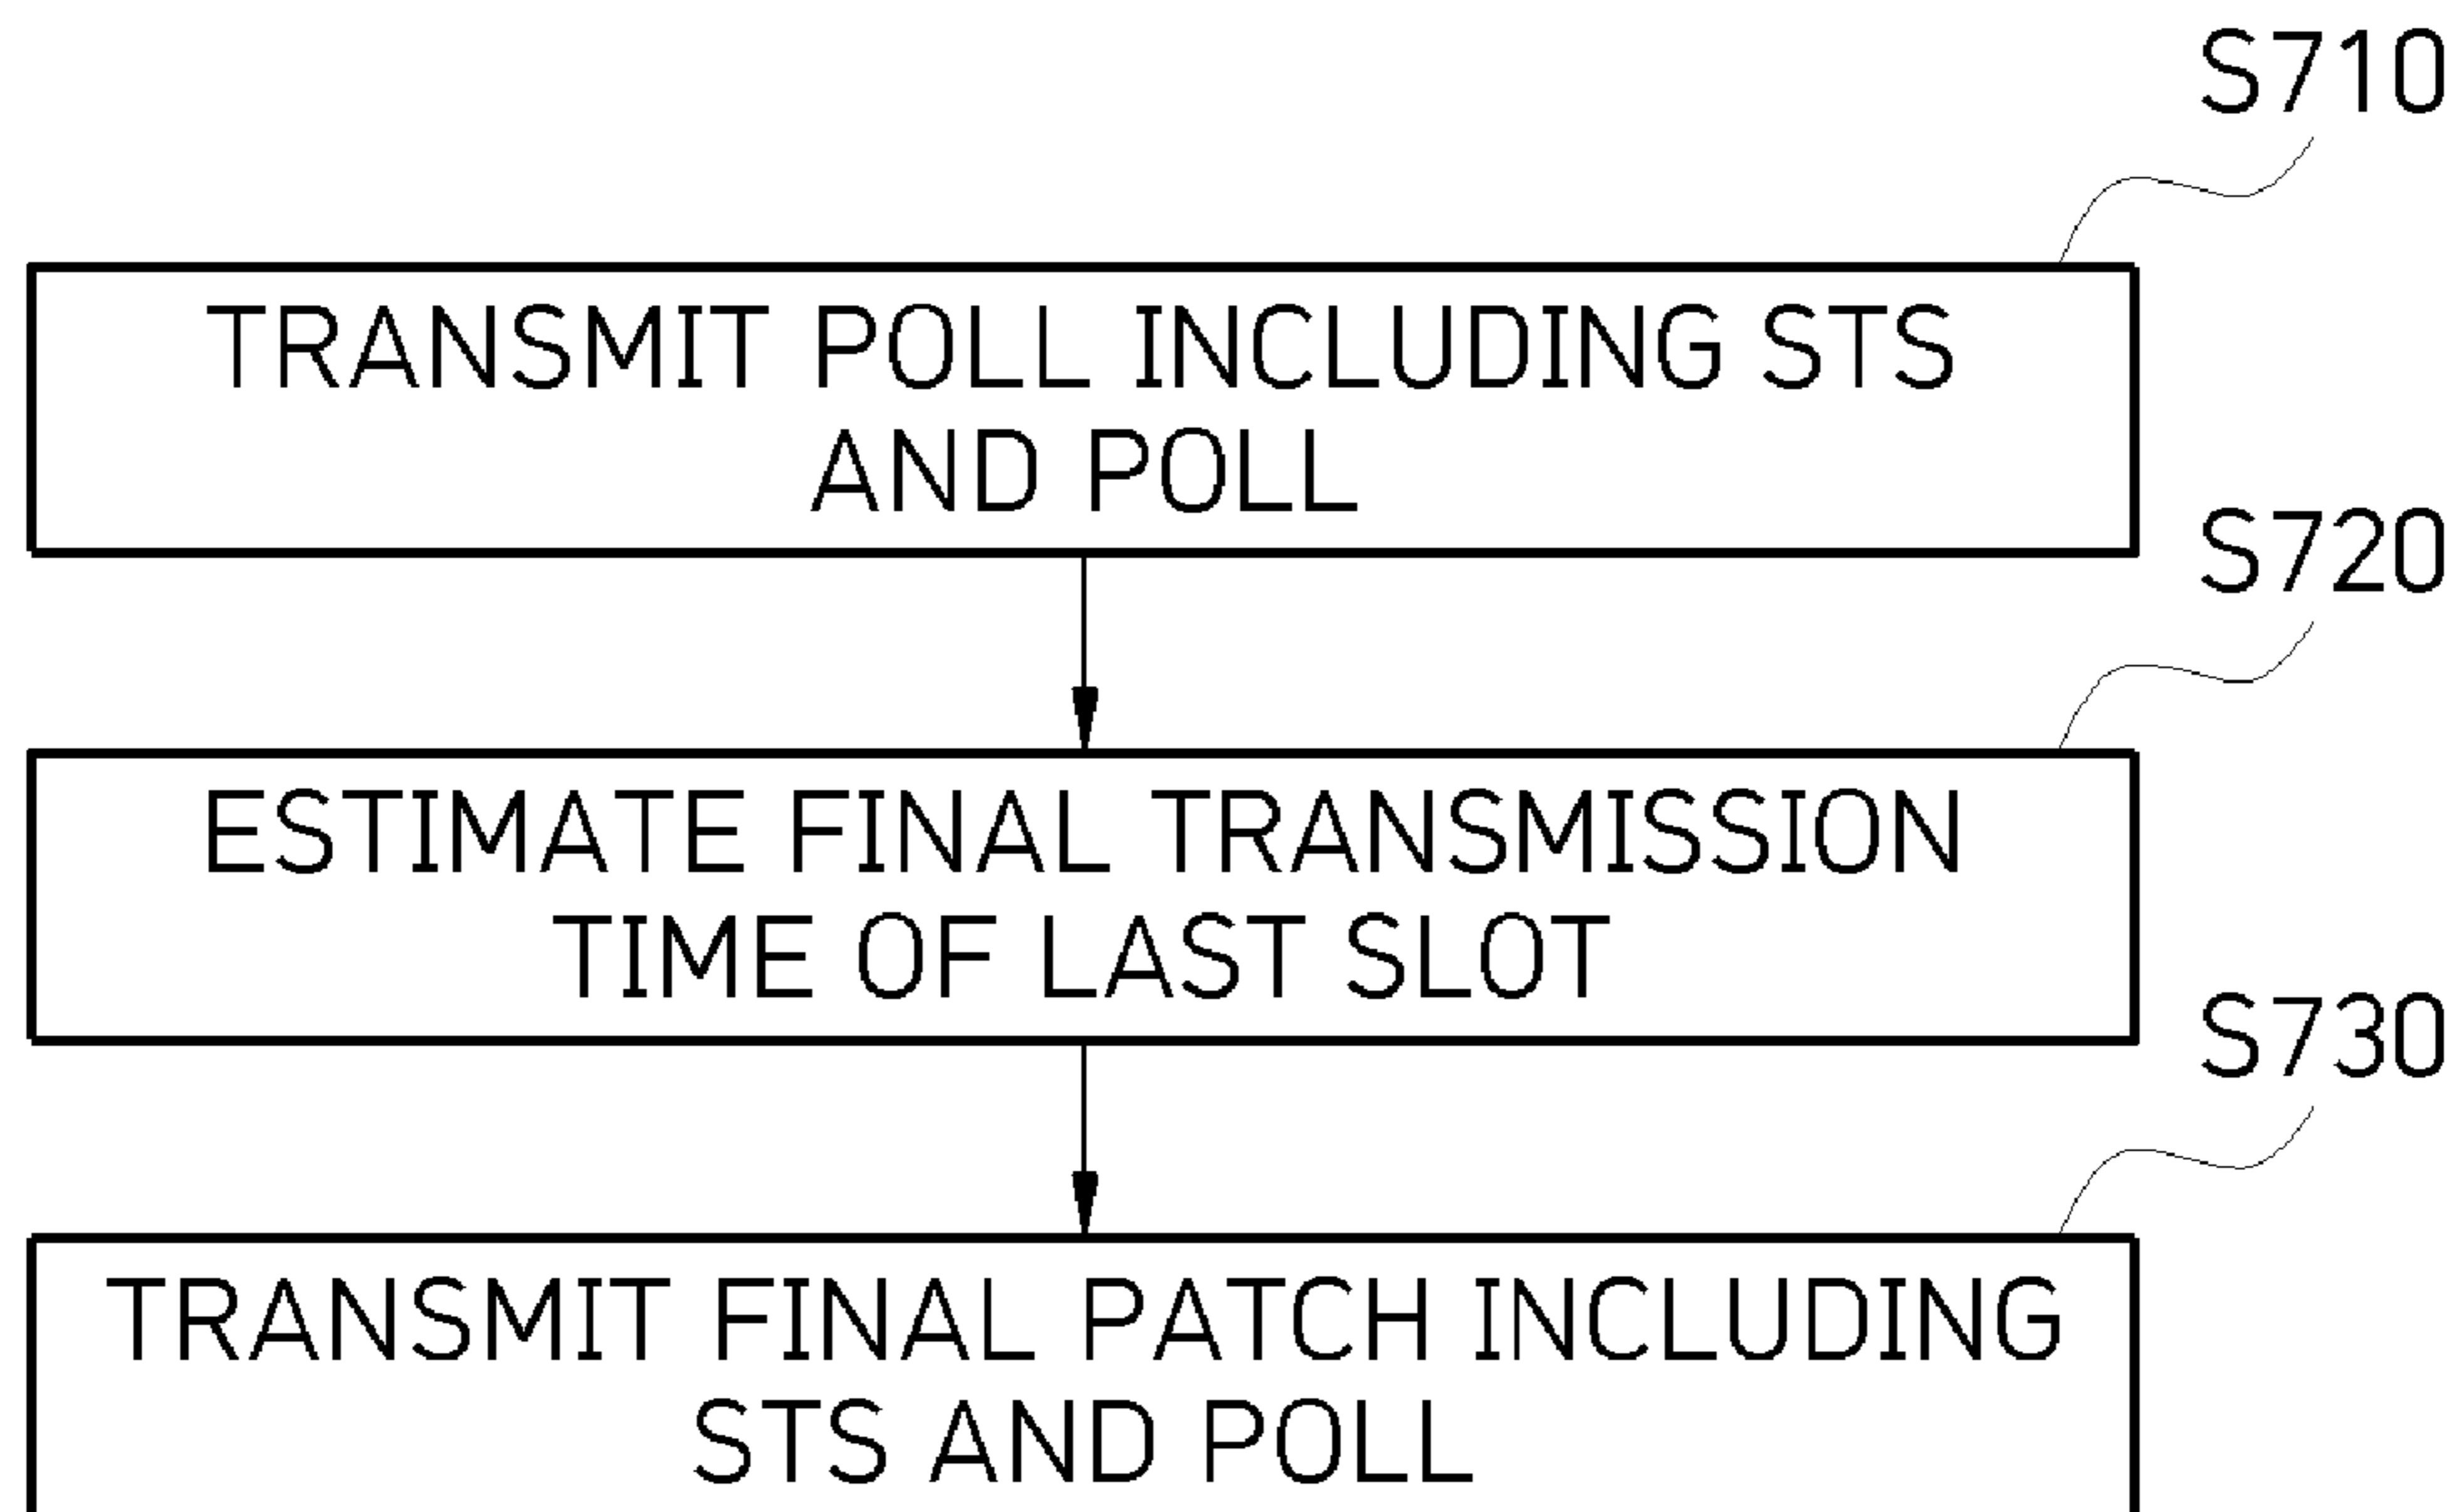 S710
TRANSMIT POLL INCLUDING STS
AND POLL
S720
ESTIMATE FINAL TRANSMISSION
TIME OF LAST SLOT
S730
TRANSMIT FINAL PATCH INCLUDING
STS AND POLL